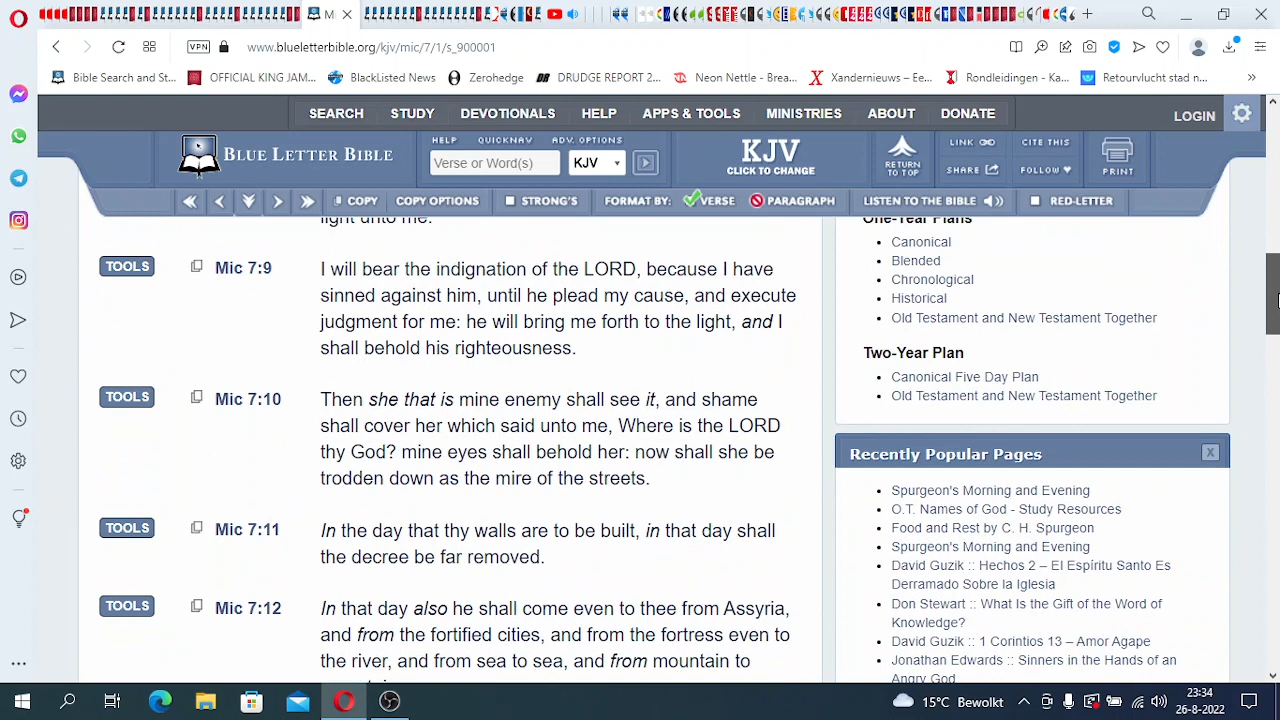 M
VPN
www.blueletterbible.org/kjv/mic/7/1/s_900001
Bible Search and St...
OFFICIAL KING JAM...
BlackListed News
Zerohedge
DRUDGE REPORT 2...
Neon Nettle - Brea...
Xandernieuws – Ee...
Rondleidingen - Ka...
Retourvlucht stad n...
»
SEARCH
STUDY
DEVOTIONALS
HELP
APPS & TOOLS
MINISTRIES
ABOUT
DONATE
LOGIN
BLUE LETTER BIBLE
HELP
QUICKNAV
ADV. OPTIONS
Verse or Word(s)
KJV
KJV
CLICK TO CHANGE
RETURN
TO TOP
LINK
CITE THIS
SHARE
FOLLOW
PRINT
COPY
COPY OPTIONS
STRONG'S
FORMAT BY:
VERSE
PARAGRAPH
LISTEN TO THE BIBLE
RED-LETTER
light unto me.
TOOLS
Mic 7:9
I will bear the indignation of the LORD, because I have
sinned against him, until he plead my cause, and execute
judgment for me: he will bring me forth to the light, and I
shall behold his righteousness.
TOOLS
Mic 7:10
Then she that is mine enemy shall see it, and shame
shall cover her which said unto me, Where is the LORD
thy God? mine eyes shall behold her: now shall she be
trodden down as the mire of the streets.
TOOLS
Mic 7:11
In the day that thy walls are to be built, in that day shall
the decree be far removed.
TOOLS
Mic 7:12
In that day also he shall come even to thee from Assyria,
and from the fortified cities, and from the fortress even to
the river, and from sea to sea, and from mountain to
One-Year Plans
Canonical
Blended
Chronological
Historical
Old Testament and New Testament Together
Two-Year Plan
Canonical Five Day Plan
Old Testament and New Testament Together
Recently Popular Pages
X
Spurgeon's Morning and Evening
O.T. Names of God - Study Resources
Food and Rest by C. H. Spurgeon
Spurgeon's Morning and Evening
David Guzik :: Hechos 2 – El Espíritu Santo Es
Derramado Sobre la Iglesia
Don Stewart :: What Is the Gift of the Word of
Knowledge?
David Guzik :: 1 Corintios 13 – Amor Agape
Jonathan Edwards :: Sinners in the Hands of an
Angry God
15°C Bewolkt
23:34
26-8-2022